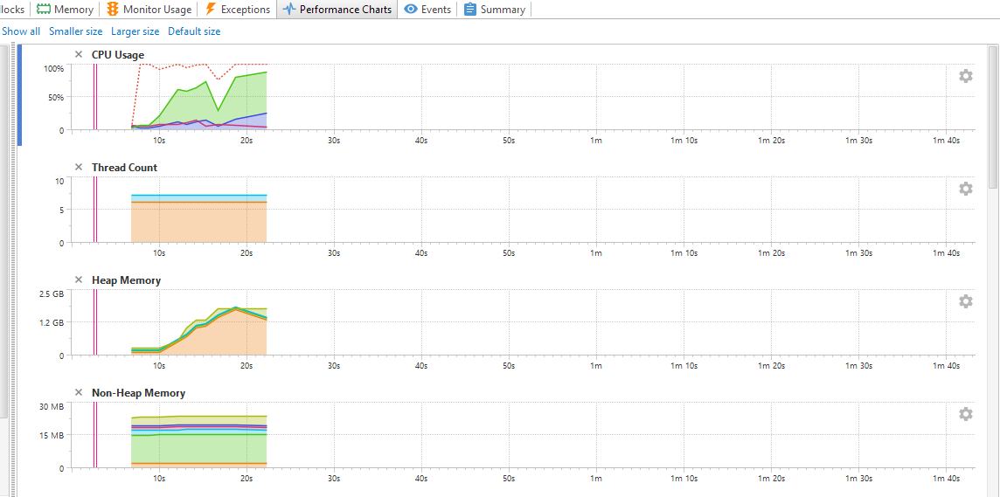 locks Memory Monitor Usage Exceptions Performance Charts Events Summary
Show all Smaller size Larger size Default size
CPU Usage
100%
50%
0
10s 20s 30s 40s 50s 1m 1m 10s 1m 20s 1m 30s 1m 40s
Thread Count
10
5
0
10s 20s 30s 40s 50s 1m 1m 10s 1m 20s 1m 30s 1m 40s
Heap Memory
2.5 GB
1.2 GB
0
10s 20s 30s 40s 50s 1m 1m 10s 1m 20s 1m 30s 1m 40s
Non-Heap Memory
30 MB
15 MB
0
10s 20s 30s 40s 50s 1m 1m 10s 1m 20s 1m 30s 1m 40s